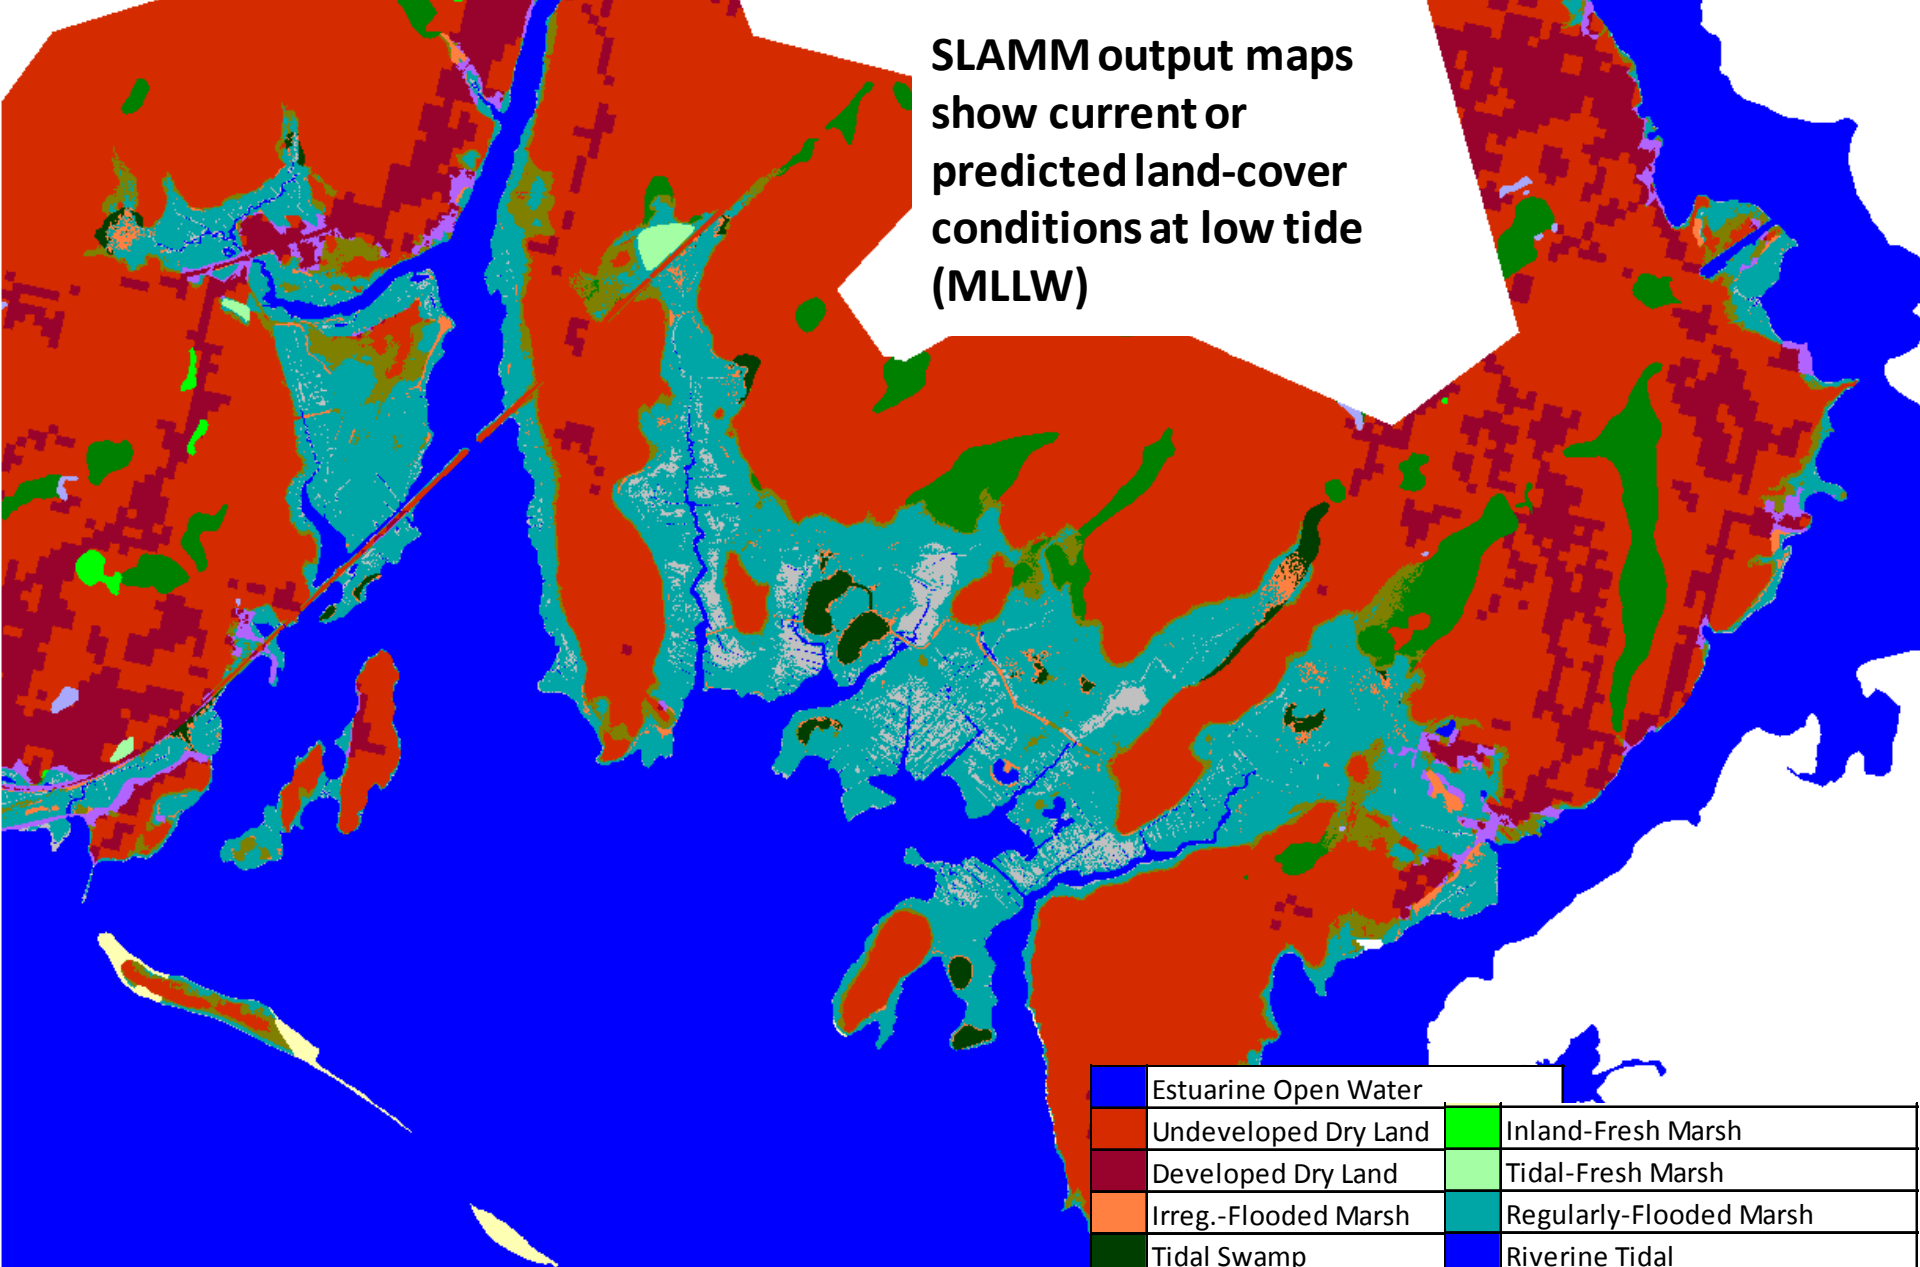 SLAMM output maps
show current or
predicted land-cover
conditions at low tide
(MLLW)
Estuarine Open Water
Undeveloped Dry Land
Inland-Fresh Marsh
Developed Dry Land
Tidal-Fresh Marsh
Irreg.-Flooded Marsh
Regularly-Flooded Marsh
Tidal Swamp
Riverine Tidal